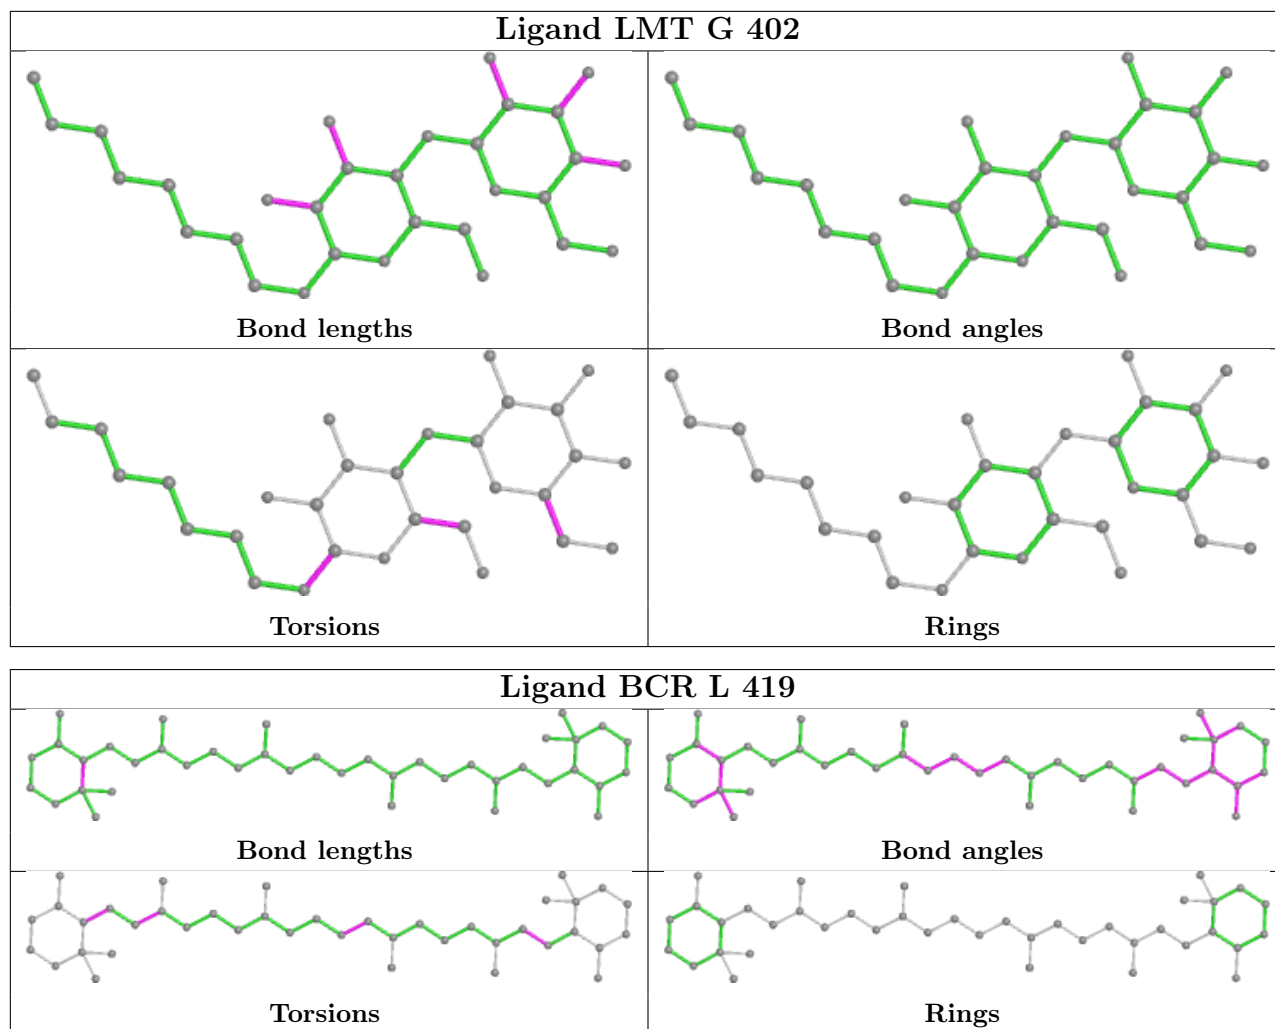 Ligand LMT G 402
Bond lengths
Bond angles
Torsions
Rings
Ligand BCR L 419
Bond lengths
Bond angles
Torsions
Rings